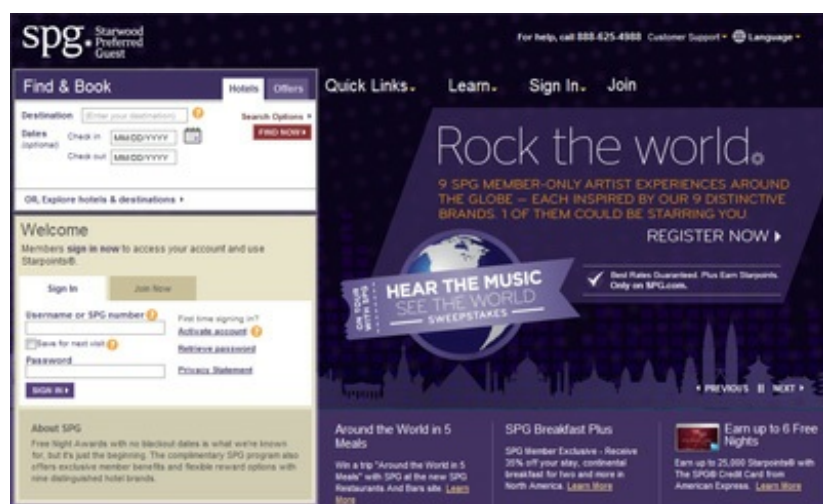 spg. Starwood
Preferred
Guest
For help, call 888-625-4988 Customer Support Language
Find & Book Hotels Offers
Quick Links Learn Sign In Join
Destination (Enter your destination) ? Search Options
Dates Check in MM/DD/YYYY FIND NOW
(optional)
Check out MM/DD/YYYY
OR, Explore hotels & destinations
Rock the world
9 SPG MEMBER-ONLY ARTIST EXPERIENCES AROUND
THE GLOBE – EACH INSPIRED BY OUR 9 DISTINCTIVE
BRANDS. 1 OF THEM COULD BE STARRING YOU.
REGISTER NOW
Best Rates Guaranteed. Plus Earn Starpoints.
Only on SPG.com.
ON TOUR
WITH SPG
HEAR THE MUSIC
SEE THE WORLD
SWEEPSTAKES
PREVIOUS II NEXT
Welcome
Members sign in now to access your account and use
Starpoints®.
Sign In Join Now
Username or SPG number ? First time signing in?
Activate account ?
Save for next visit ? Retrieve password
Password
Privacy Statement
SIGN IN
About SPG
Free Night Awards with no blackout dates is what we're known
for, but it's just the beginning. The complimentary SPG program also
offers exclusive member benefits and flexible reward options with
nine distinguished hotel brands.
Around the World in 5
Meals
Win a trip "Around the World in 5
Meals" with SPG at the new SPG
Restaurants And Bars site. Learn
More
SPG Breakfast Plus
SPG Member Exclusive - Receive
35% off your stay, continental
breakfast for two and more in
North America. Learn More
Earn up to 6 Free
Nights
Earn up to 25,000 Starpoints® with
The SPG® Credit Card from
American Express. Learn More